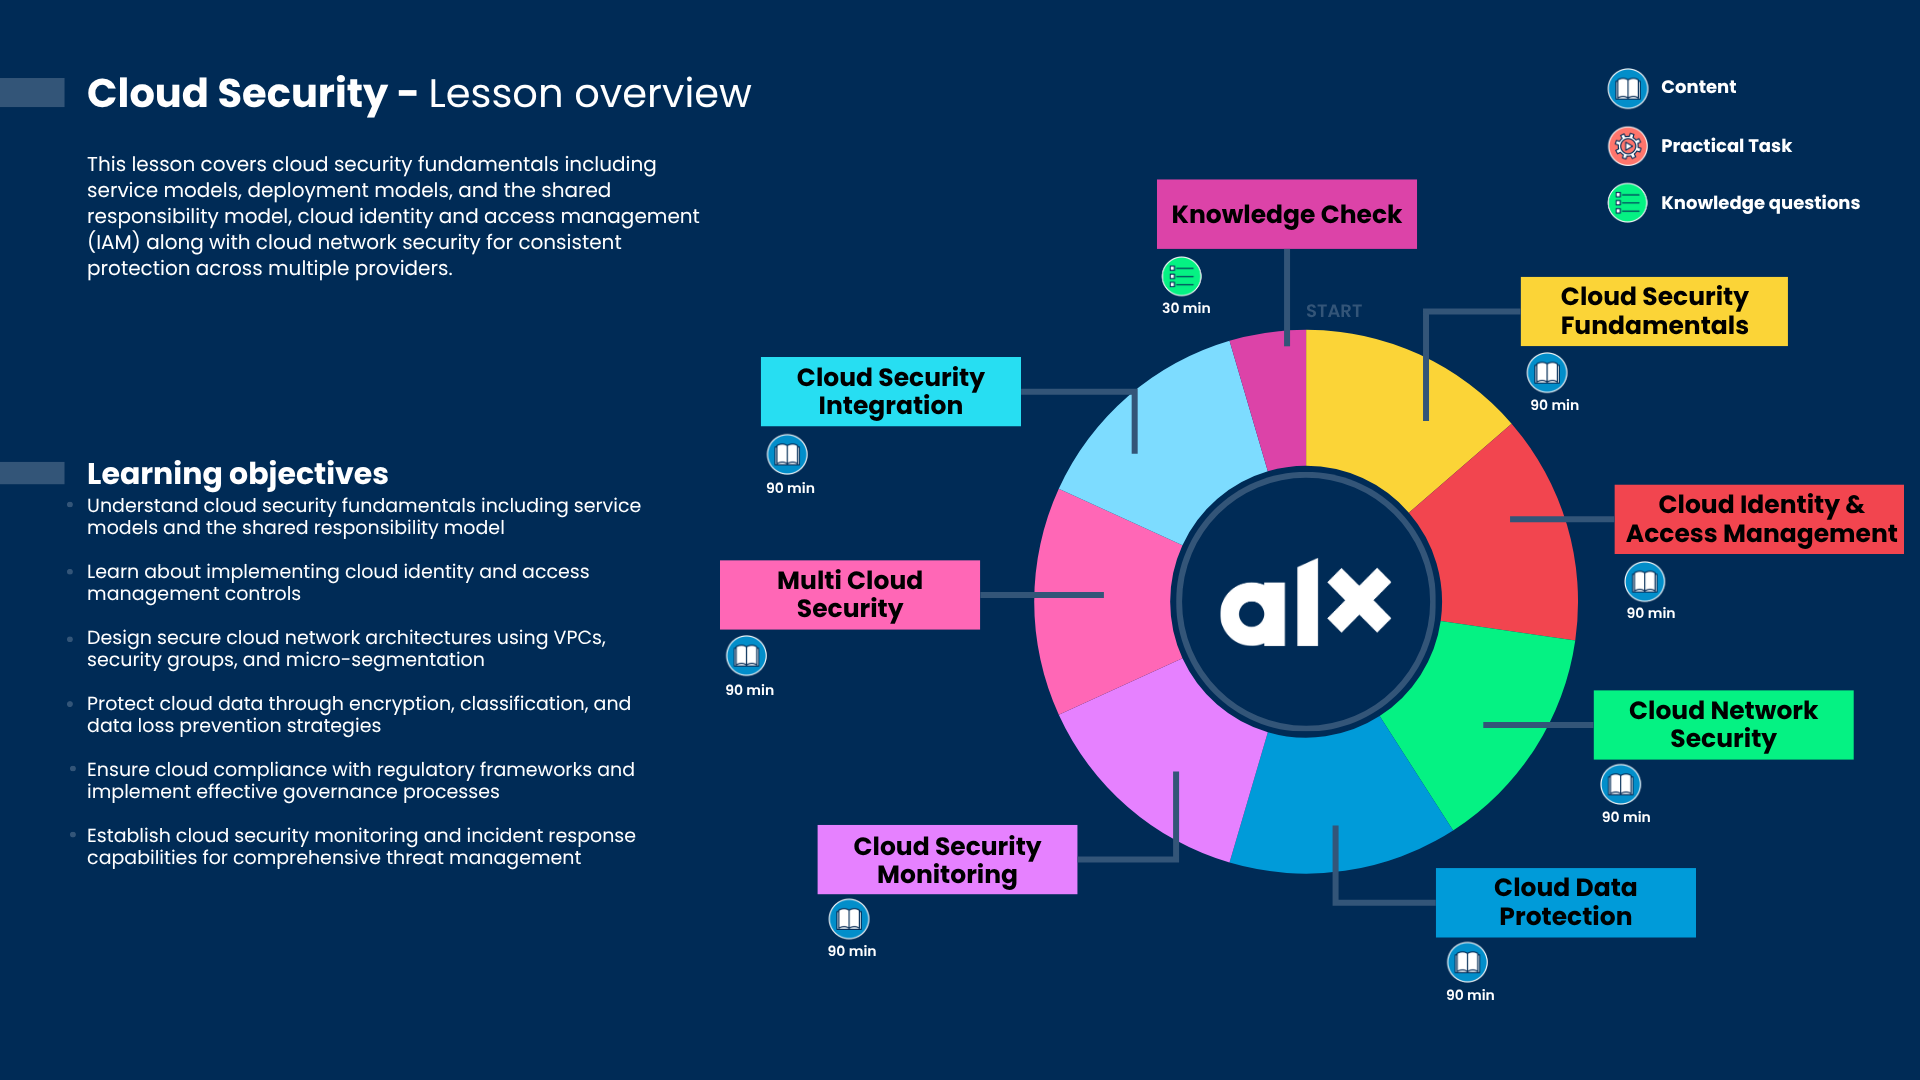 Cloud Security - Lesson overview
This lesson covers cloud security fundamentals including
service models, deployment models, and the shared
responsibility model, cloud identity and access management
(IAM) along with cloud network security for consistent
protection across multiple providers.
Learning objectives
Understand cloud security fundamentals including service
models and the shared responsibility model
Learn about implementing cloud identity and access
management controls
Design secure cloud network architectures using VPCs,
security groups, and micro-segmentation
Protect cloud data through encryption, classification, and
data loss prevention strategies
Ensure cloud compliance with regulatory frameworks and
implement effective governance processes
Establish cloud security monitoring and incident response
capabilities for comprehensive threat management
Content
Practical Task
Knowledge questions
START
Cloud Security
Fundamentals
90 min
Cloud Identity &
Access Management
90 min
Cloud Network
Security
90 min
Cloud Data
Protection
90 min
Cloud Security
Monitoring
90 min
Multi Cloud
Security
90 min
Cloud Security
Integration
90 min
Knowledge Check
30 min
alx